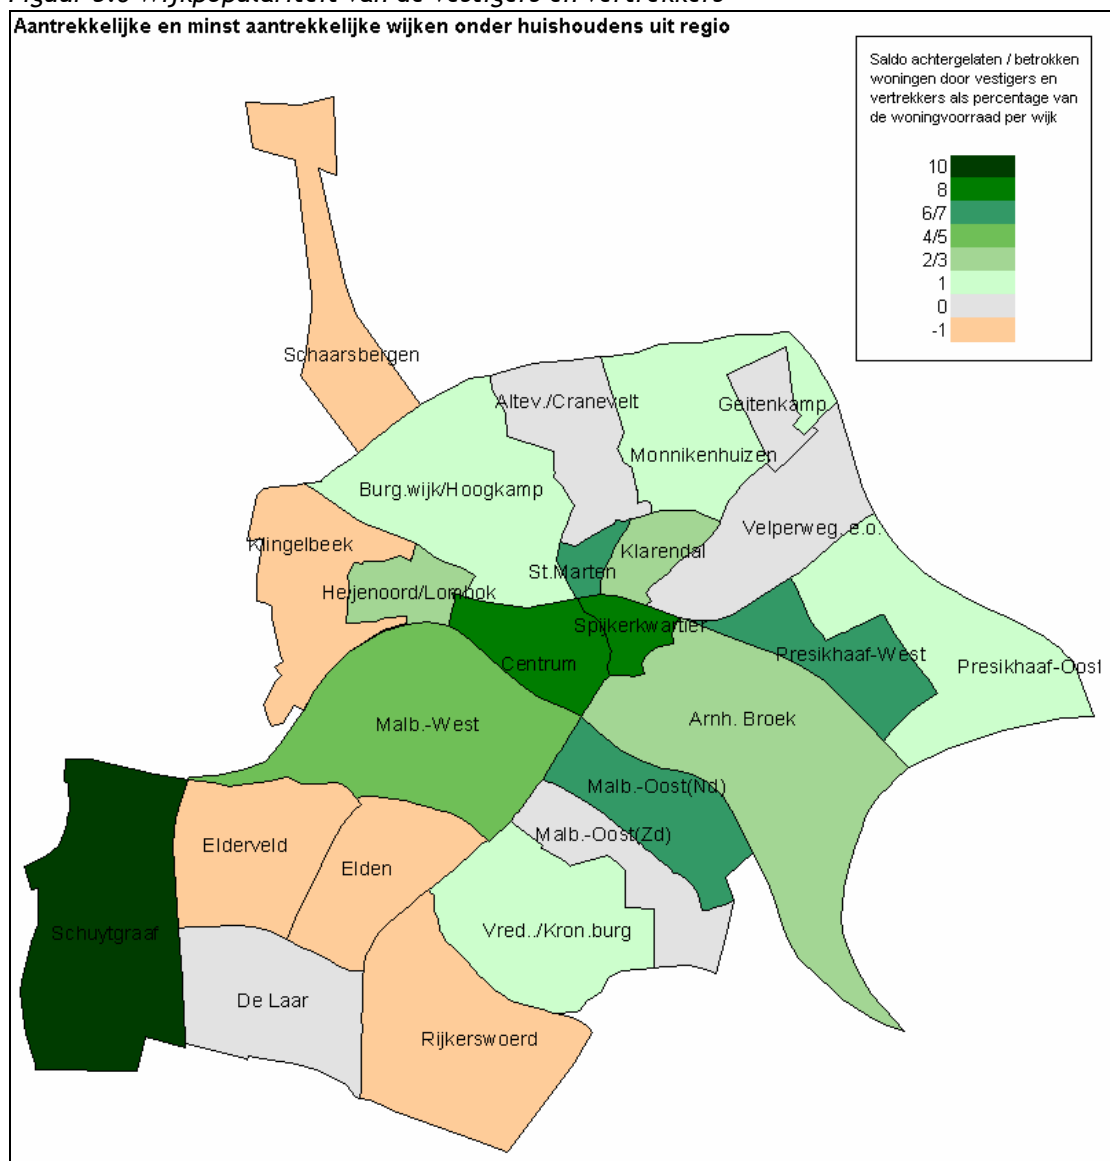 Aantrekkelijke en minst aantrekkelijke wijken onder huishoudens uit regio
Saldo achtergelaten / betrokken
woningen door vestigers en
vertrekkers als percentage van
de woningvoorraad per wijk
10
8
6/7
4/5
2/3
1
0
-1
Schaarsbergen
Altev./Cranevelt
Geitenkamp
Monnikenhuizen
Burg.wijk/Hoogkamp
Velperweg. e.o.
Klingelbeek
Klarendal
St.Marten
Heijenoord/Lombok
Spijkerkwartier
Centrum
Presikhaaf-West
Presikhaaf-Oost
Malb.-West
Arnh. Broek
Malb.-Oost(Nd)
Malb.-Oost(Zd)
Elderveld
Elden
Schuytgraaf
Vred../Kron.burg
De Laar
Rijkerswoerd